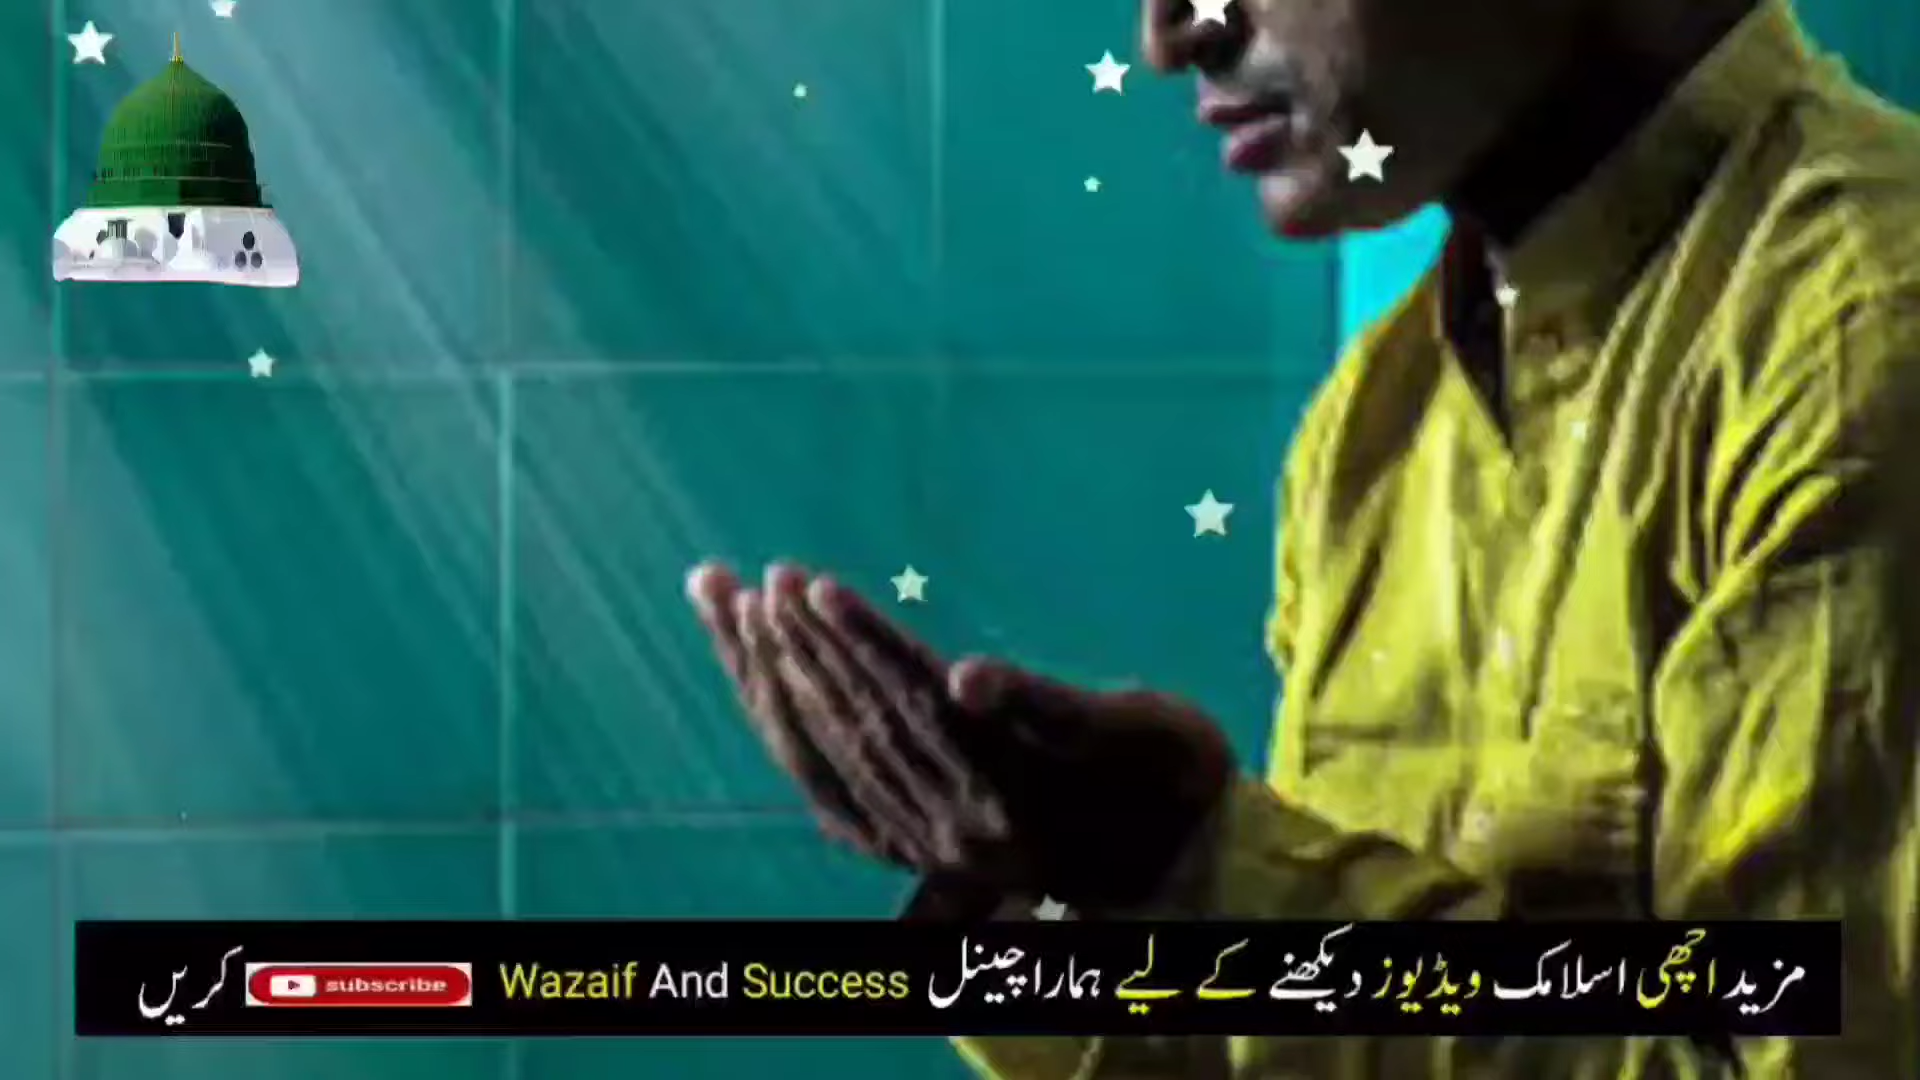 مزید اچھی اسلامک ویڈیوز دیکھنے کے لیے ہمارا چینل Wazaif And Success subscribe کریں